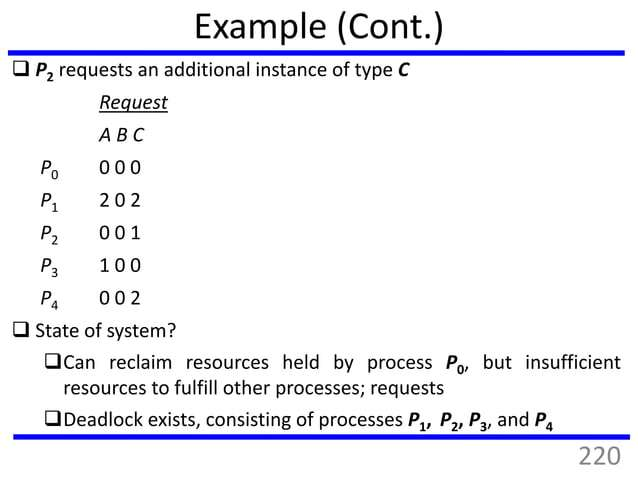 Example (Cont.)
❑ P2 requests an additional instance of type C
Request
A B C
P0 0 0 0
P1 2 0 2
P2 0 0 1
P3 1 0 0
P4 0 0 2
❑ State of system?
❑Can reclaim resources held by process P0, but insufficient
resources to fulfill other processes; requests
❑Deadlock exists, consisting of processes P1, P2, P3, and P4
220